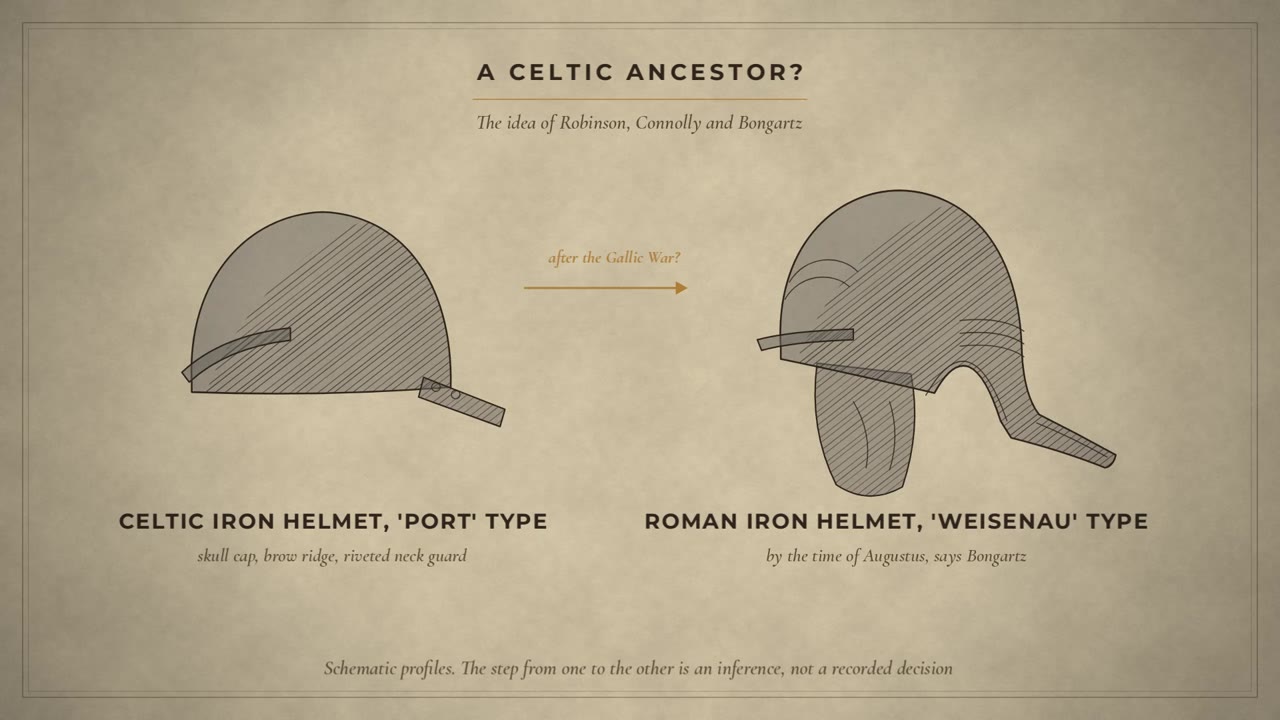 A CELTIC ANCESTOR?
The idea of Robinson, Connolly and Bongartz
after the Gallic War?
CELTIC IRON HELMET, 'PORT' TYPE
skull cap, brow ridge, riveted neck guard
ROMAN IRON HELMET, 'WEISENAU' TYPE
by the time of Augustus, says Bongartz
Schematic profiles. The step from one to the other is an inference, not a recorded decision